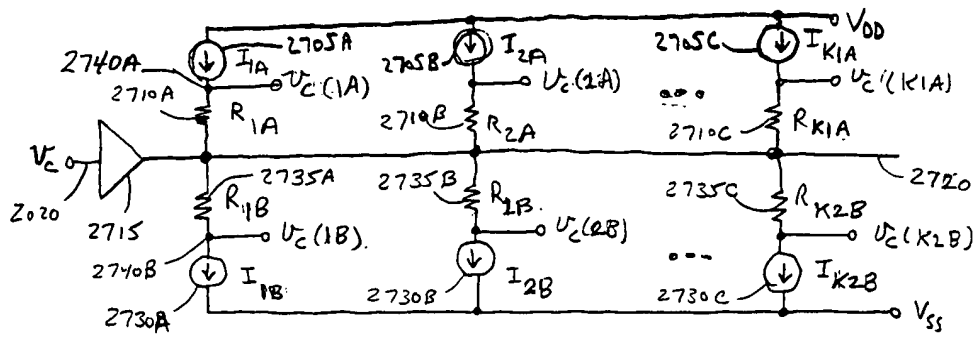 V_DD
2705A I_1A 2705B I_2A 2705C I_K1A
2740A v_c(1A) v_c(2A) v_c(K1A)
2710A R_1A 2710B R_2A ... 2710C R_K1A
v_c
2020 2715 2720
2735A 2735B 2735C
R_1B R_2B R_K2B
2740B v_c(1B). v_c(2B) v_c(K2B)
2730A I_1B 2730B I_2B ... 2730C I_K2B
V_SS